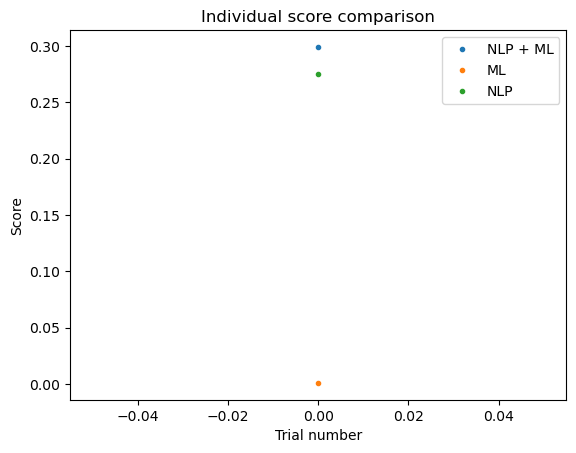 Individual score comparison
NLP + ML
ML
NLP
Score
0.30
0.25
0.20
0.15
0.10
0.05
0.00
−0.04
−0.02
0.00
0.02
0.04
Trial number